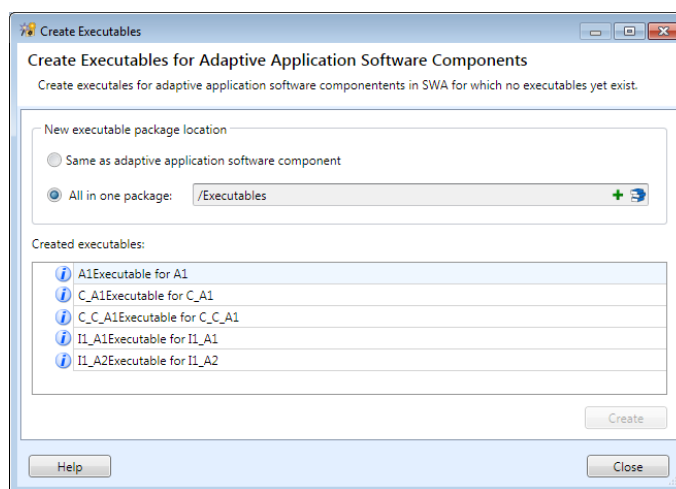 Create Executables
Create Executables for Adaptive Application Software Components
Create executales for adaptive application software componentents in SWA for which no executables yet exist.
New executable package location
Same as adaptive application software component
All in one package: /Executables
Created executables:
A1Executable for A1
C_A1Executable for C_A1
C_C_A1Executable for C_C_A1
I1_A1Executable for I1_A1
I1_A2Executable for I1_A2
Create
Help Close